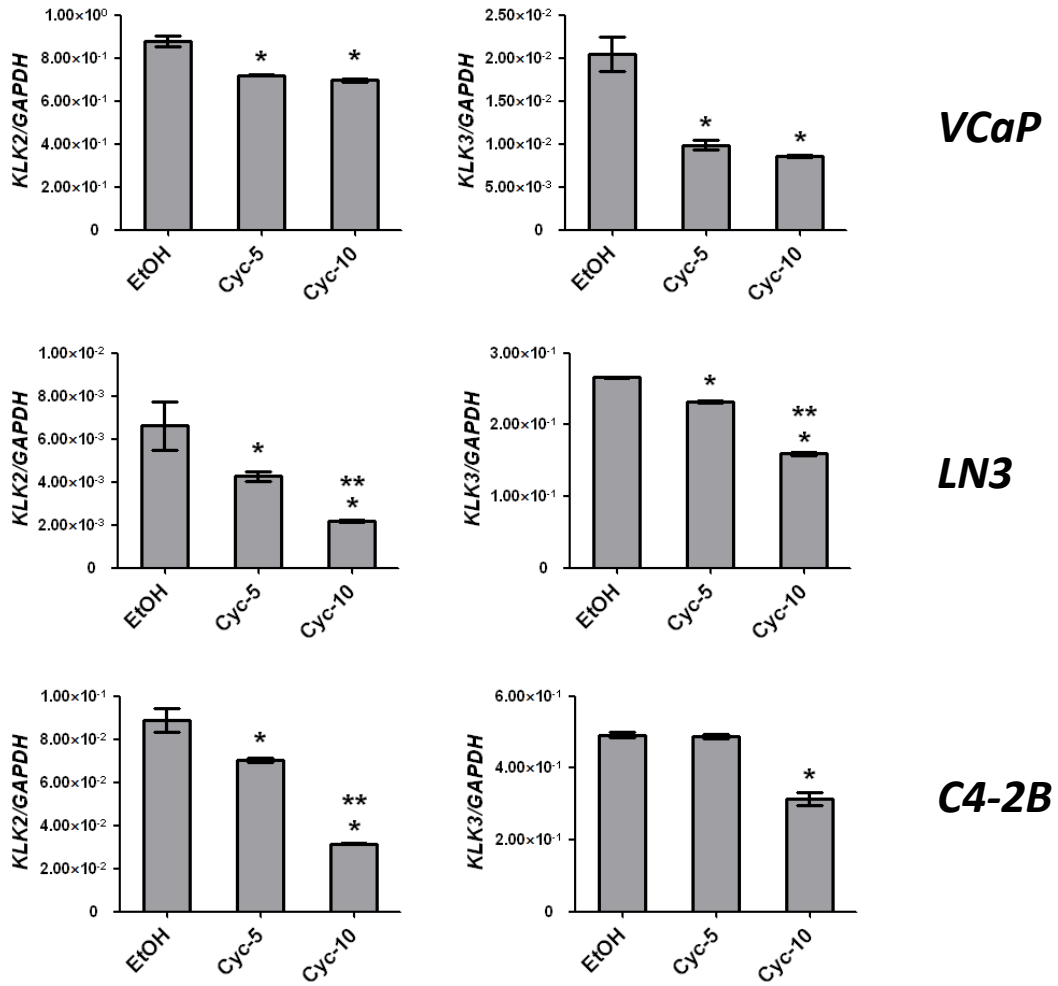 1.00×10⁰
8.00×10⁻¹
6.00×10⁻¹
4.00×10⁻¹
2.00×10⁻¹
0
KLK2/GAPDH
*
*
EtOH
Cyc-5
Cyc-10
2.50×10⁻²
2.00×10⁻²
1.50×10⁻²
1.00×10⁻²
5.00×10⁻³
0
KLK3/GAPDH
*
*
EtOH
Cyc-5
Cyc-10
VCaP
1.00×10⁻²
8.00×10⁻³
6.00×10⁻³
4.00×10⁻³
2.00×10⁻³
0
KLK2/GAPDH
*
**
*
EtOH
Cyc-5
Cyc-10
3.00×10⁻¹
2.00×10⁻¹
1.00×10⁻¹
0
KLK3/GAPDH
*
**
*
EtOH
Cyc-5
Cyc-10
LN3
1.00×10⁻¹
8.00×10⁻²
6.00×10⁻²
4.00×10⁻²
2.00×10⁻²
0
KLK2/GAPDH
*
**
*
EtOH
Cyc-5
Cyc-10
6.00×10⁻¹
4.00×10⁻¹
2.00×10⁻¹
0
KLK3/GAPDH
*
EtOH
Cyc-5
Cyc-10
C4-2B